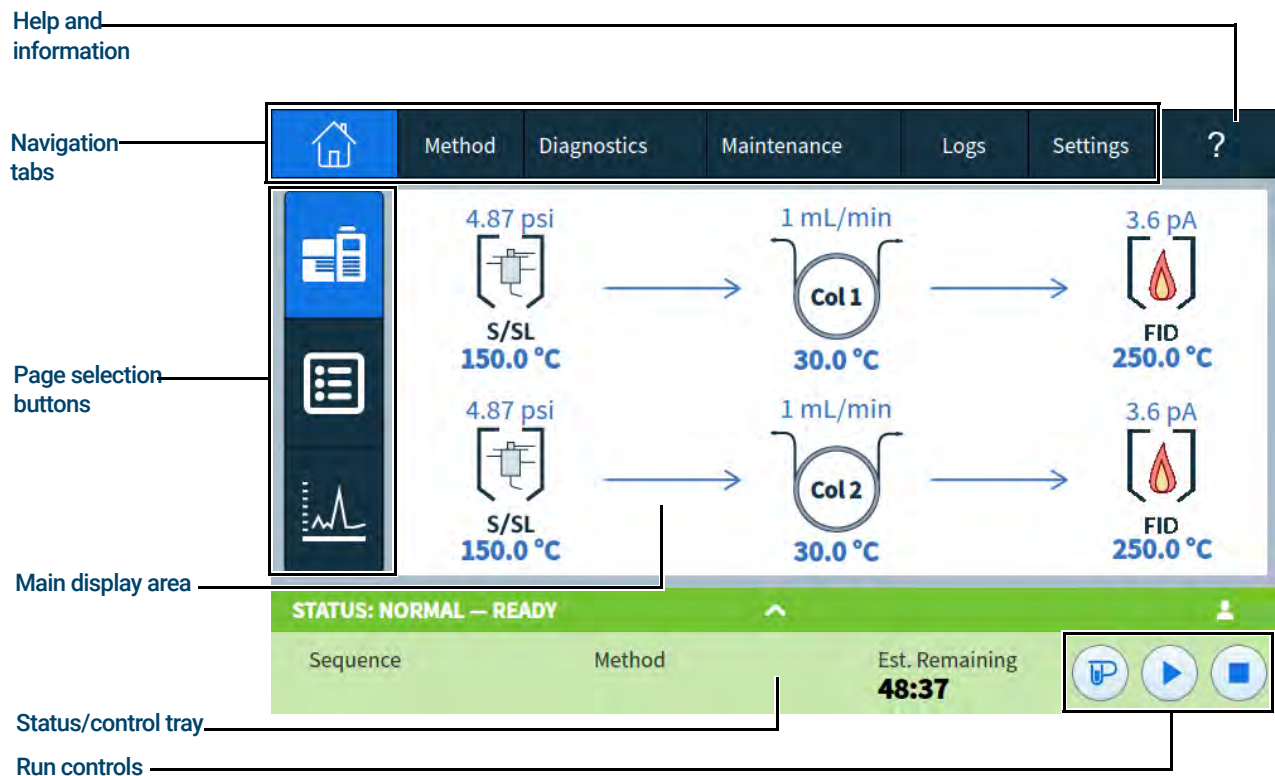 Help and
information
Navigation
tabs
Method Diagnostics Maintenance Logs Settings ?
4.87 psi 1 mL/min 3.6 pA
Col 1
S/SL FID
150.0 °C 30.0 °C 250.0 °C
Page selection
buttons
4.87 psi 1 mL/min 3.6 pA
Col 2
S/SL FID
150.0 °C 30.0 °C 250.0 °C
Main display area
STATUS: NORMAL — READY
Sequence Method Est. Remaining
48:37
Status/control tray
Run controls